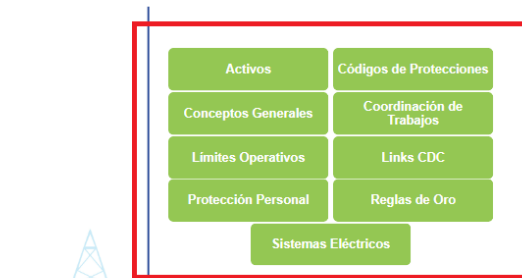 Activos
Códigos de Protecciones
Conceptos Generales
Coordinación de
Trabajos
Límites Operativos
Links CDC
Protección Personal
Reglas de Oro
Sistemas Eléctricos